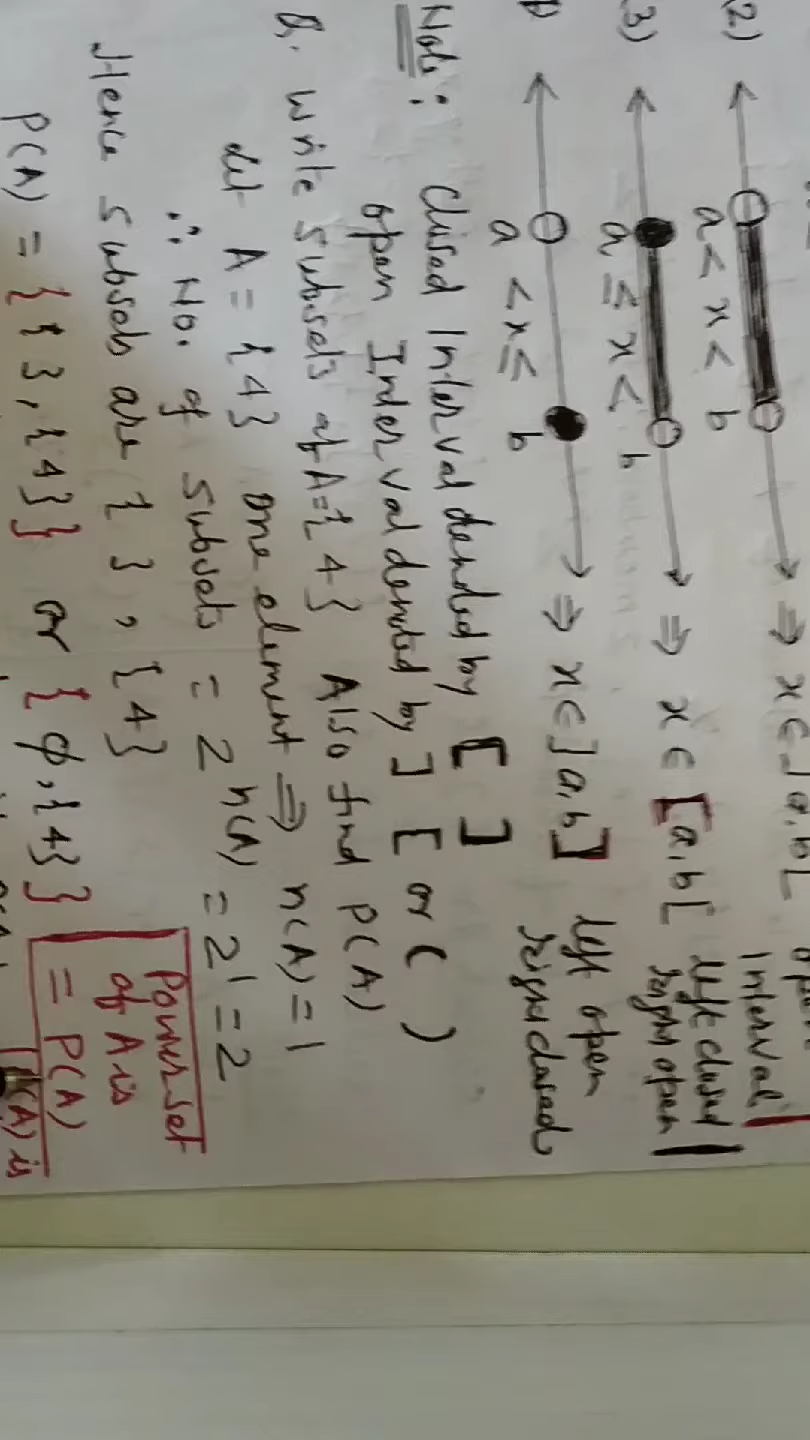 (2)
a < x < b
⇒ x ∈ ]a,b[
Interval
3)
a ≤ x < b
⇒ x ∈ [a,b[ left closed
right open
a < x ≤ b
⇒ x ∈ ]a,b] left open
right closed
Note: Closed Interval denoted by [ ]
open Interval denoted by ] [ or ( )
Q. Write subsets of A={4} Also find P(A)
Let A = {4} one element ⇒ n(A) = 1
∴ No. of subsets = 2^n(A) = 2^1 = 2
Hence subsets are { }, {4}
P(A) = {{ }, {4}} or {φ,{4}}
Power set
of A is
= P(A)